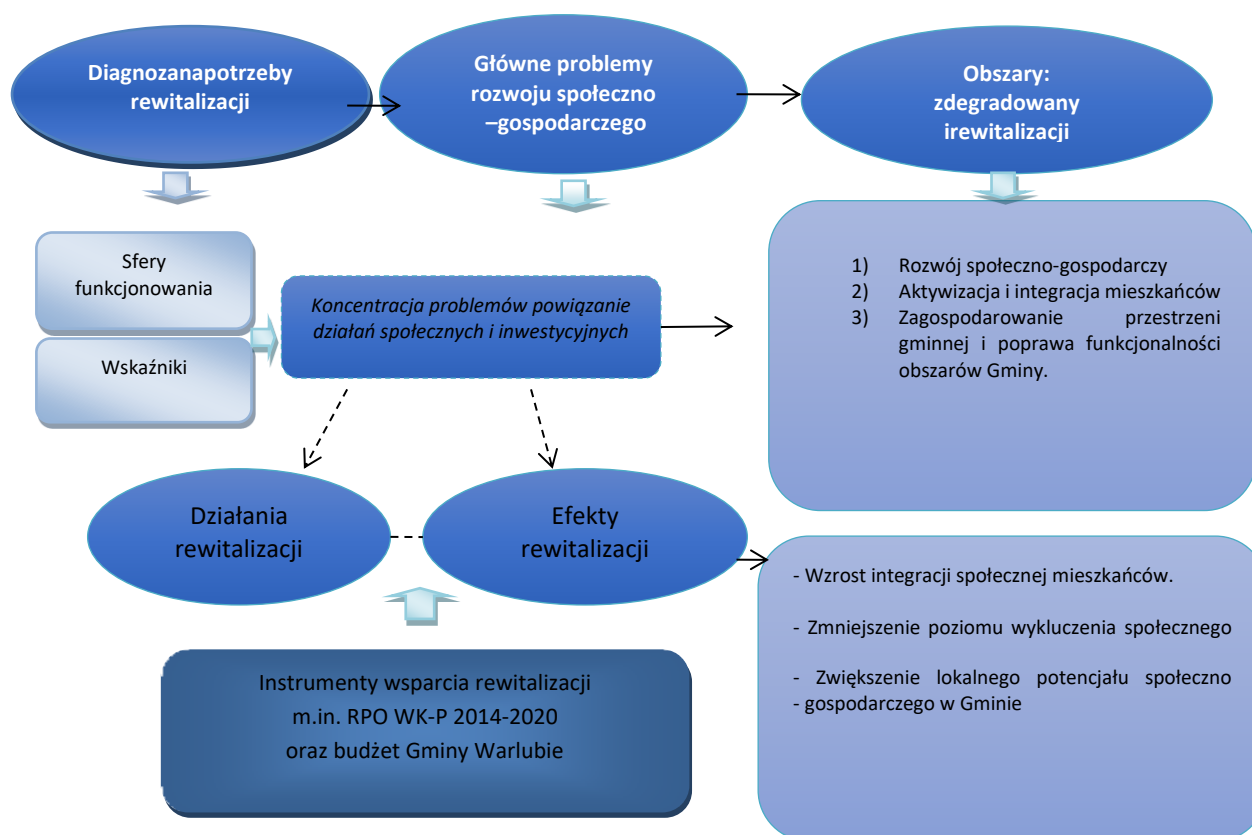 Diagnozanapotrzeby
rewitalizacji
Główne problemy
rozwoju społeczno
–gospodarczego
Obszary:
zdegradowany
irewitalizacji
Sfery
funkcjonowania
Wskaźniki
Koncentracja problemów powiązanie
działań społecznych i inwestycyjnych
1) Rozwój społeczno-gospodarczy
2) Aktywizacja i integracja mieszkańców
3) Zagospodarowanie przestrzeni
gminnej i poprawa funkcjonalności
obszarów Gminy.
Działania
rewitalizacji
Efekty
rewitalizacji
- Wzrost integracji społecznej mieszkańców.
- Zmniejszenie poziomu wykluczenia społecznego
- Zwiększenie lokalnego potencjału społeczno
- gospodarczego w Gminie
Instrumenty wsparcia rewitalizacji
m.in. RPO WK-P 2014-2020
oraz budżet Gminy Warlubie